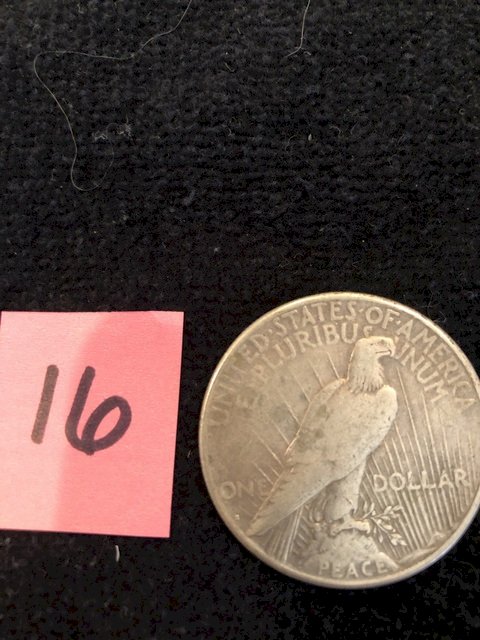 UNITED·STATES·OF·AMERICA
E·PLURIBUS UNUM
16
ONE DOLLAR
PEACE